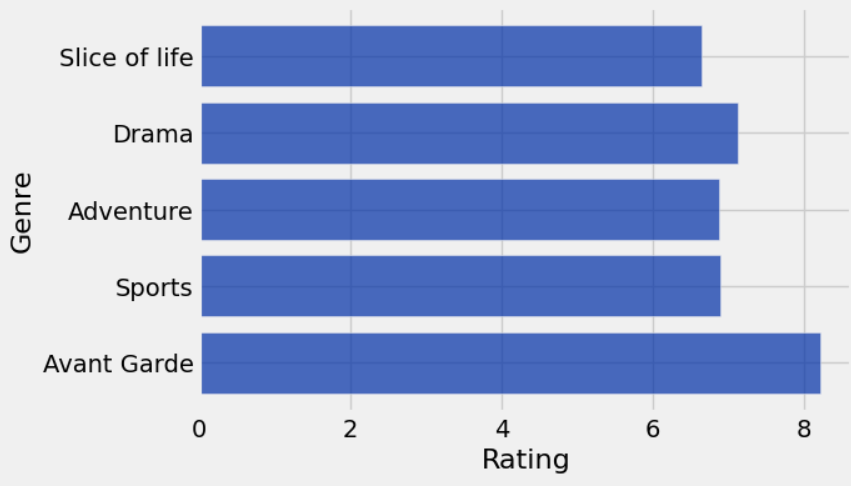 Slice of life
Drama
Adventure
Sports
Avant Garde
Genre
0 2 4 6 8
Rating